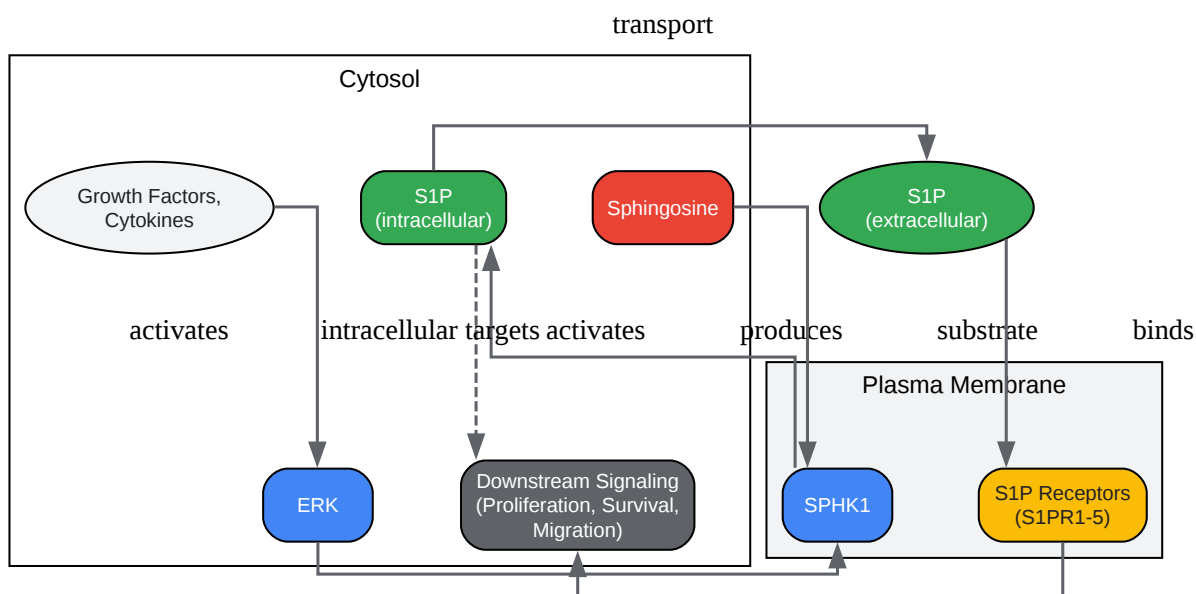 transport
Cytosol
Growth Factors,
Cytokines
S1P
(intracellular)
Sphingosine
S1P
(extracellular)
activates
intracellular targets
activates
produces
substrate
binds
Plasma Membrane
ERK
Downstream Signaling
(Proliferation, Survival,
Migration)
SPHK1
S1P Receptors
(S1PR1-5)